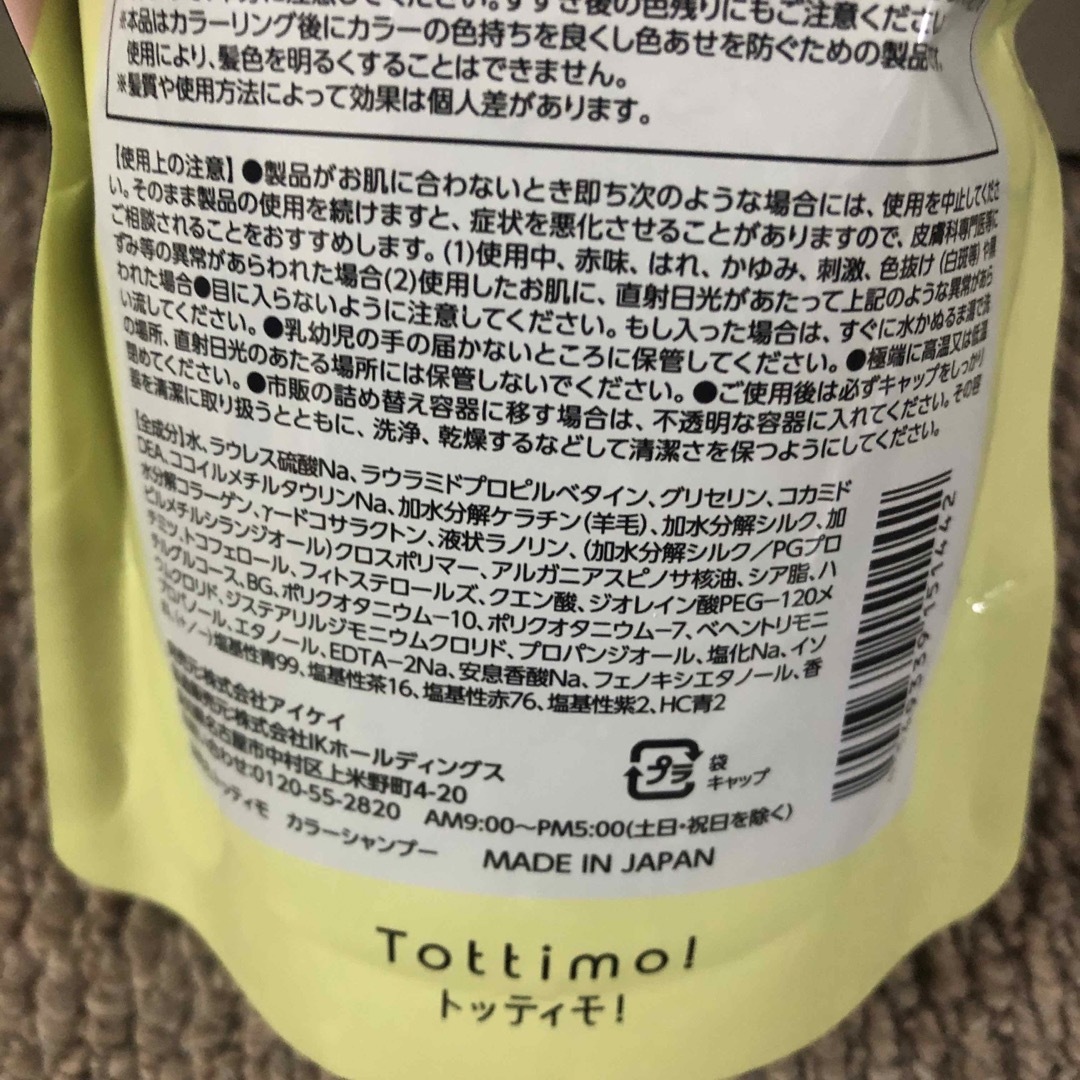 に注意してください。すすぎ後の色残りにもご注意くださ
※本品はカラーリング後にカラーの色持ちを良くし色あせを防ぐための製品
使用により、髪色を明るくすることはできません。
※髪質や使用方法によって効果は個人差があります。
【使用上の注意】●製品がお肌に合わないとき即ち次のような場合には、使用を中止してくださ
い。そのまま製品の使用を続けますと、症状を悪化させることがありますので、皮膚科専門医等に
ご相談されることをおすすめします。(1)使用中、赤味、はれ、かゆみ、刺激、色抜け(白斑等)や黒
ずみ等の異常があらわれた場合(2)使用したお肌に、直射日光があたって上記のような異常があら
われた場合●目に入らないように注意してください。もし入った場合は、すぐに水かぬるま湯で洗
い流してください。●乳幼児の手の届かないところに保管してください。●極端に高温又は低温
の場所、直射日光のあたる場所には保管しないでください。●ご使用後は必ずキャップをしっかり
閉めてください。●市販の詰め替え容器に移す場合は、不透明な容器に入れてください。その容
器を清潔に取り扱うとともに、洗浄、乾燥するなどして清潔さを保つようにしてください。
【全成分】水、ラウレス硫酸Na、ラウラミドプロピルベタイン、グリセリン、コカミド
DEA、ココイルメチルタウリンNa、加水分解ケラチン(羊毛)、加水分解シルク、加
水分解コラーゲン、γードコサラクトン、液状ラノリン、(加水分解シルク/PGプロ
ピルメチルシランジオール)クロスポリマー、アルガニアスピノサ核油、シア脂、ハ
チミツ、トコフェロール、フィトステロールズ、クエン酸、ジオレイン酸PEG-120メ
チルグルコース、BG、ポリクオタニウム-10、ポリクオタニウム-7、ベヘントリモニ
ウムクロリド、ジステアリルジモニウムクロリド、プロパンジオール、塩化Na、イソ
プロパノール、エタノール、EDTA-2Na、安息香酸Na、フェノキシエタノール、香
塩基性青99、塩基性茶16、塩基性赤76、塩基性紫2、HC青2
元株式会社アイケイ
元株式会社IKホールディングス
名古屋市中村区上米野町4-20
合わせ:0120-55-2820 AM9:00〜PM5:00(土日・祝日を除く)
トッティモ カラーシャンプー
MADE IN JAPAN
プラ
袋
キャップ
Tottimo!
トッティモ!